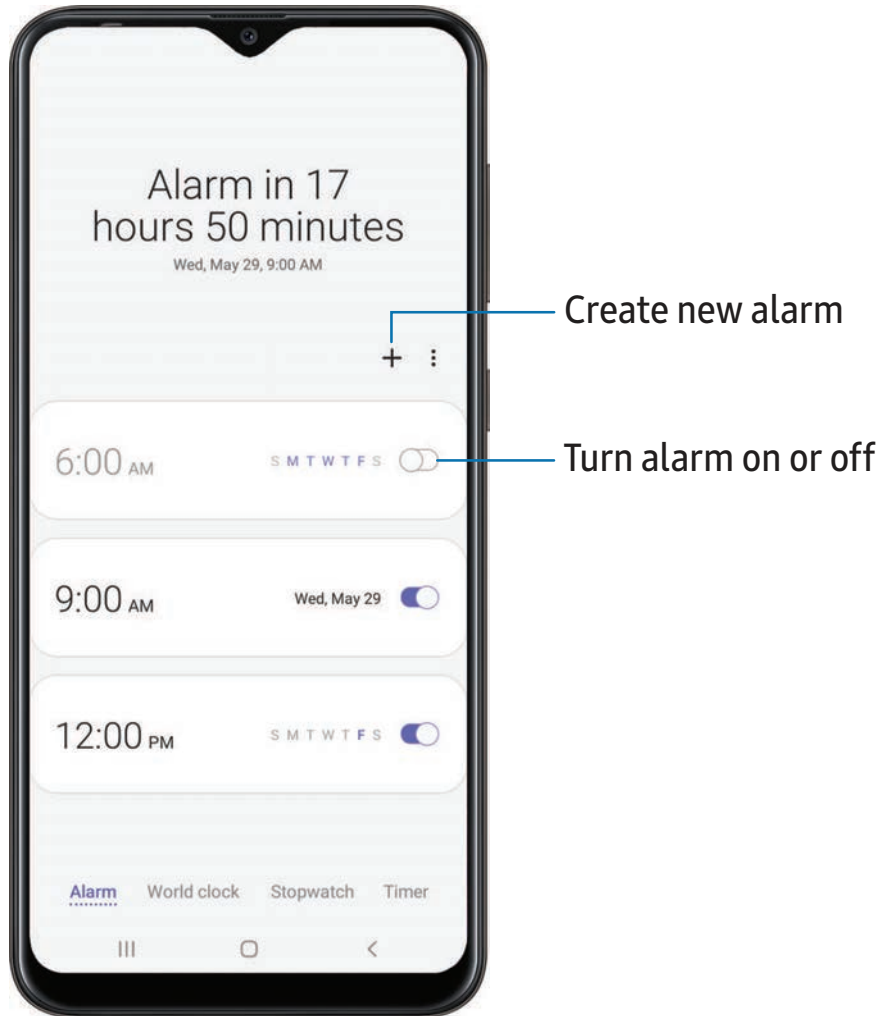 Alarm in 17
hours 50 minutes
Wed, May 29, 9:00 AM
Create new alarm
6:00 AM S M T W T F S
Turn alarm on or off
9:00 AM Wed, May 29
12:00 PM S M T W T F S
Alarm World clock Stopwatch Timer